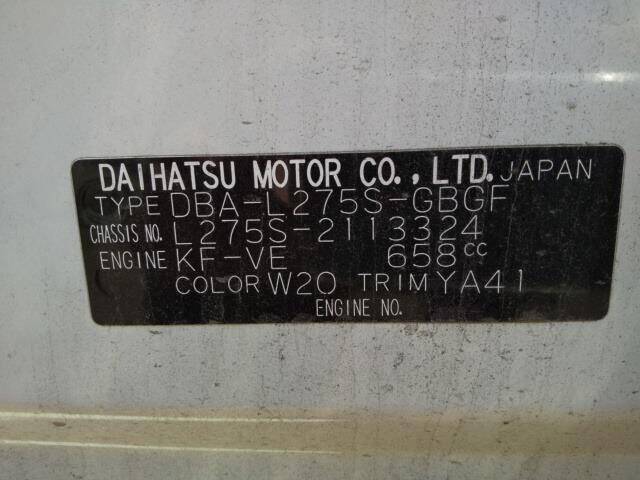 DAIHATSU MOTOR CO., LTD. JAPAN
TYPE DBA-L275S-GBGF
CHASSIS NO. L275S-2113324
ENGINE KF-VE 658cc
COLOR W20 TRIM YA41
ENGINE NO.